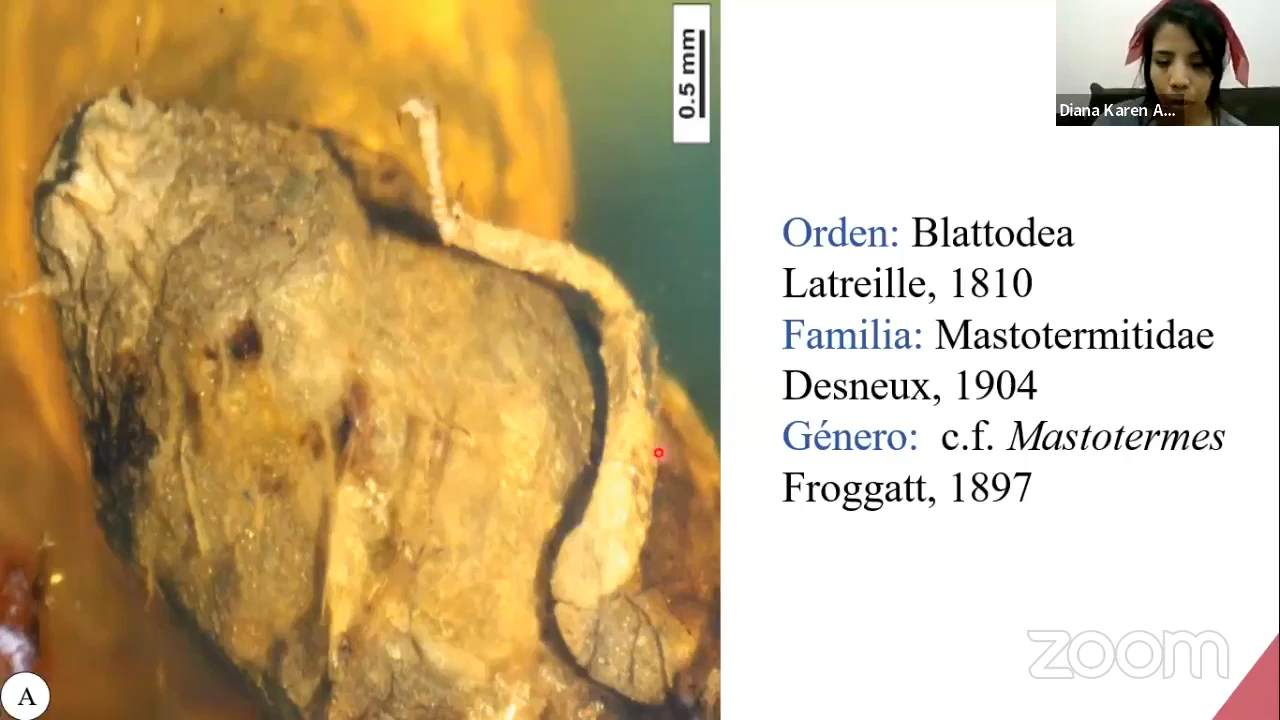 0.5 mm
Diana Karen A...
Orden: Blattodea
Latreille, 1810
Familia: Mastotermitidae
Desneux, 1904
Género: c.f. Mastotermes
Froggatt, 1897
zoom
A